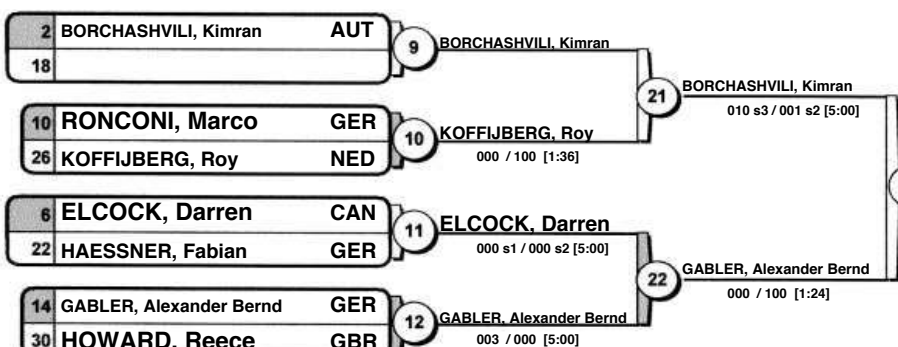 2 BORCHASHVILI, Kimran AUT
18
9
BORCHASHVILI, Kimran
10 RONCONI, Marco GER
26 KOFFIJBERG, Roy NED
10
KOFFIJBERG, Roy
000 / 100 [1:36]
21
BORCHASHVILI, Kimran
010 s3 / 001 s2 [5:00]
6 ELCOCK, Darren CAN
22 HAESSNER, Fabian GER
11
ELCOCK, Darren
000 s1 / 000 s2 [5:00]
14 GABLER, Alexander Bernd GER
30 HOWARD, Reece GBR
12
GABLER, Alexander Bernd
003 / 000 [5:00]
22
GABLER, Alexander Bernd
000 / 100 [1:24]